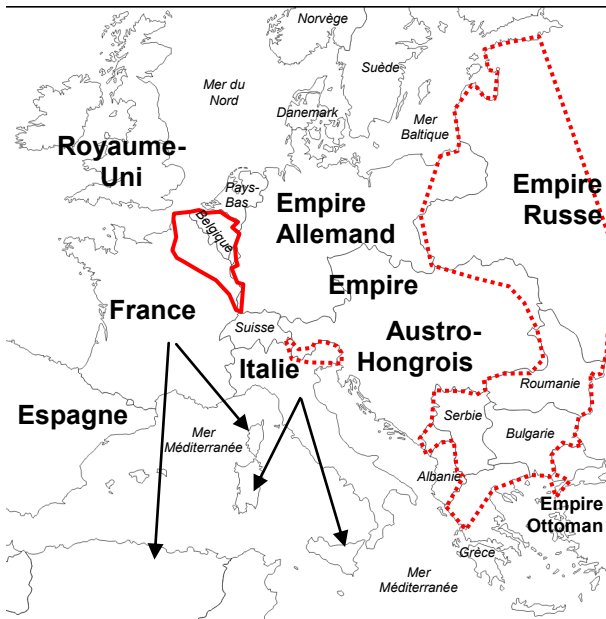 Norvège
Suède
Mer du
Nord
Danemark
Mer
Baltique
Royaume-
Uni
Pays-
Bas
Belgique
Empire
Allemand
Empire
Russe
Empire
Austro-
Hongrois
France
Suisse
Italie
Roumanie
Espagne
Serbie
Bulgarie
Mer
Méditerranée
Albanie
Empire
Ottoman
Grèce
Mer
Méditerranée